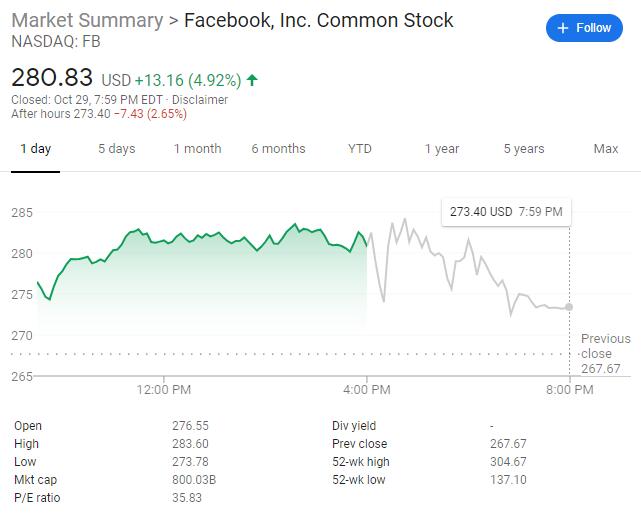 Market Summary > Facebook, Inc. Common Stock
NASDAQ: FB
+ Follow
280.83 USD +13.16 (4.92%)
Closed: Oct 29, 7:59 PM EDT · Disclaimer
After hours 273.40 −7.43 (2.65%)
1 day 5 days 1 month 6 months YTD 1 year 5 years Max
273.40 USD 7:59 PM
285
280
275
270
265
Previous
close
267.67
12:00 PM 4:00 PM 8:00 PM
Open 276.55 Div yield -
High 283.60 Prev close 267.67
Low 273.78 52-wk high 304.67
Mkt cap 800.03B 52-wk low 137.10
P/E ratio 35.83